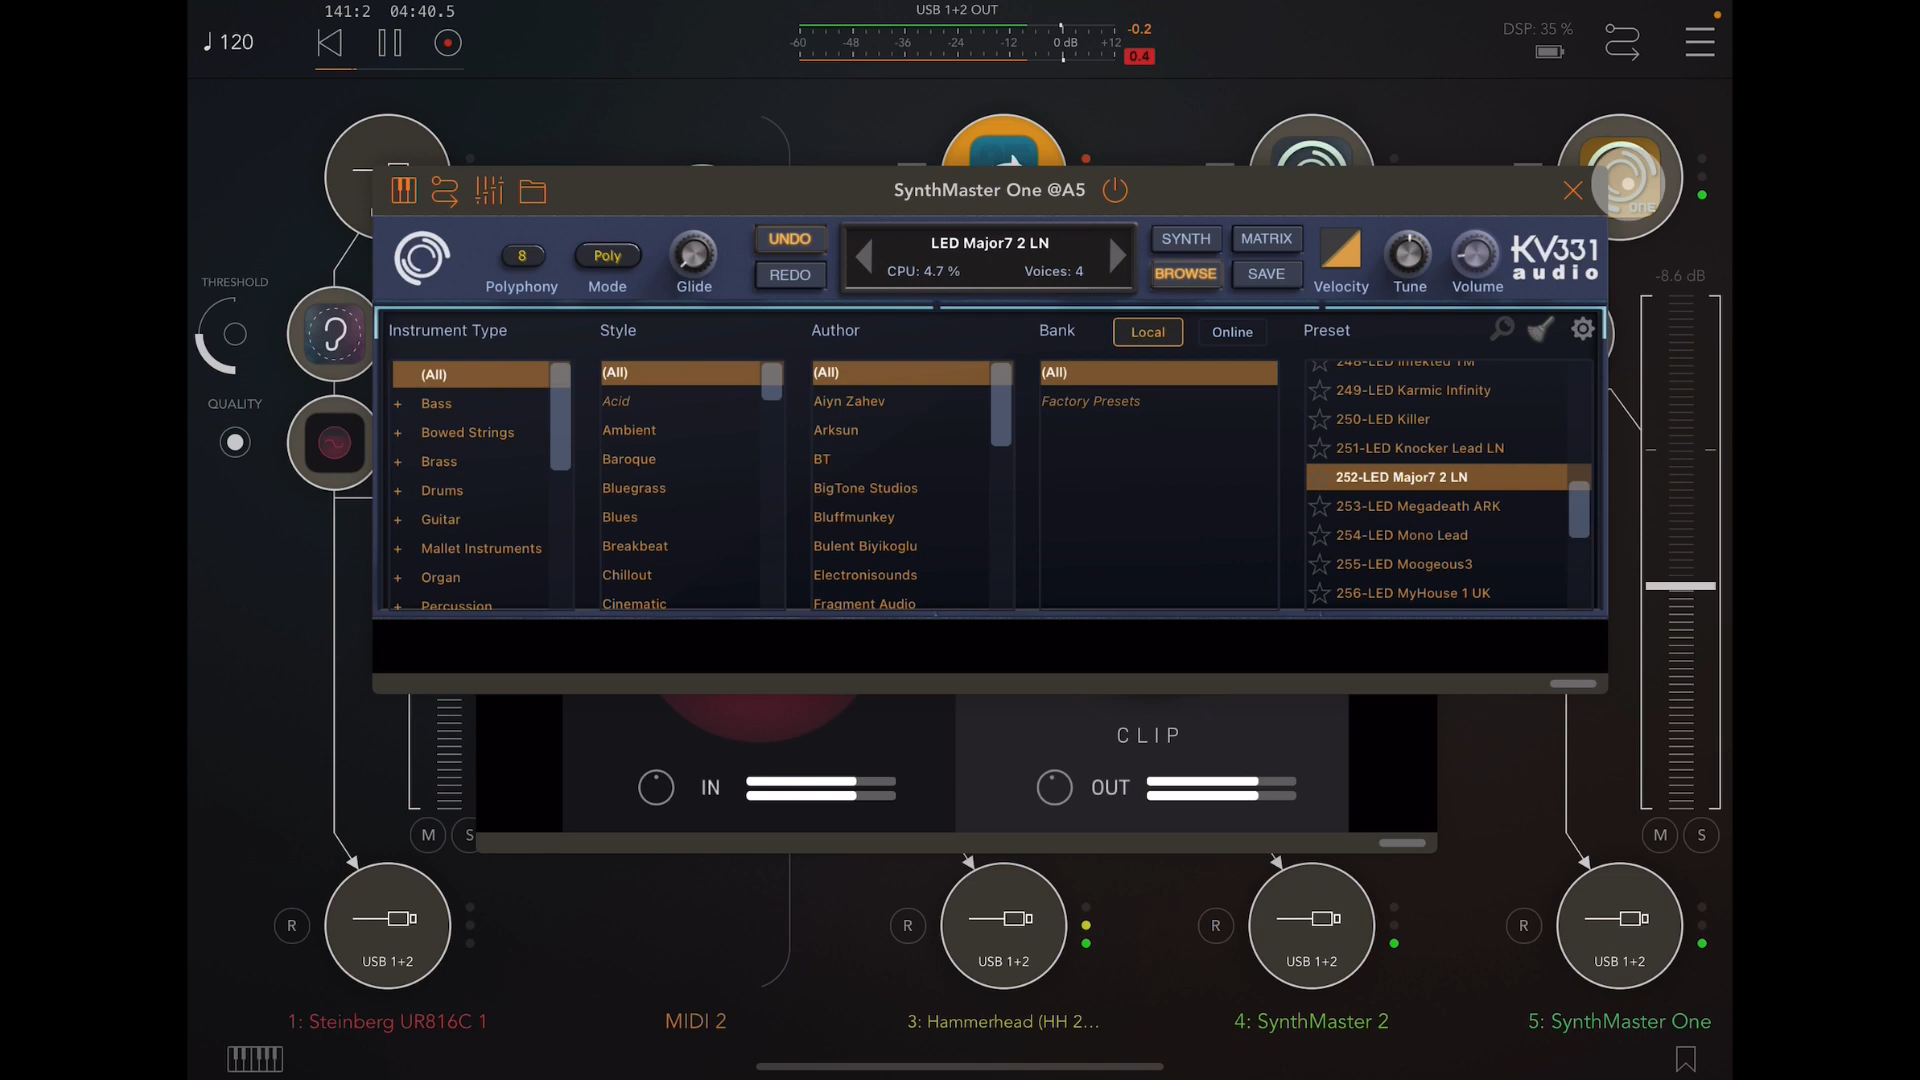 141:2 04:40.5
USB 1+2 OUT
♩ 120
-60 -48 -36 -24 -12 0 dB +12
-0.2
0.4
DSP: 35 %
SynthMaster One @A5
ONE
8
Polyphony
Poly
Mode
Glide
UNDO
REDO
LED Major7 2 LN
CPU: 4.7 % Voices: 4
SYNTH
MATRIX
BROWSE
SAVE
Velocity
Tune
Volume
KV331
audio
THRESHOLD
QUALITY
-8.6 dB
Instrument Type
(All)
+ Bass
+ Bowed Strings
+ Brass
+ Drums
+ Guitar
+ Mallet Instruments
+ Organ
+ Percussion
Style
(All)
Acid
Ambient
Baroque
Bluegrass
Blues
Breakbeat
Chillout
Cinematic
Author
(All)
Aiyn Zahev
Arksun
BT
BigTone Studios
Bluffmunkey
Bulent Biyikoglu
Electronisounds
Fragment Audio
Bank
Local
Online
(All)
Factory Presets
Preset
248-LED Infekted TM
249-LED Karmic Infinity
250-LED Killer
251-LED Knocker Lead LN
252-LED Major7 2 LN
253-LED Megadeath ARK
254-LED Mono Lead
255-LED Moogeous3
256-LED MyHouse 1 UK
CLIP
IN
OUT
M S
M S
R
USB 1+2
R
USB 1+2
R
USB 1+2
R
USB 1+2
1: Steinberg UR816C 1
MIDI 2
3: Hammerhead (HH 2...
4: SynthMaster 2
5: SynthMaster One